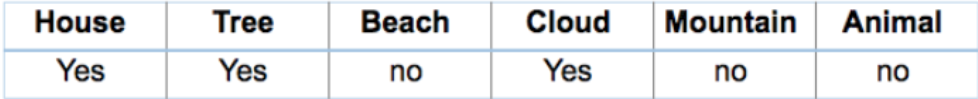 House Tree Beach Cloud Mountain Animal
Yes Yes no Yes no no